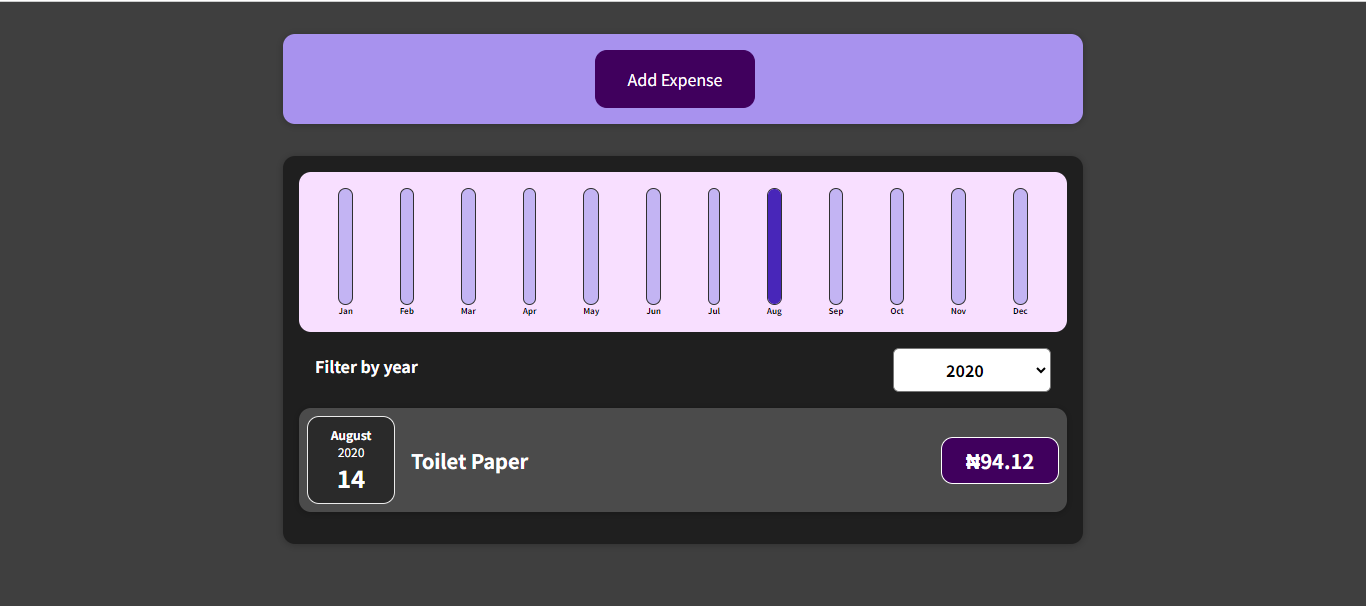 Add Expense
Jan Feb Mar Apr May Jun Jul Aug Sep Oct Nov Dec
Filter by year 2020
August
2020
14
Toilet Paper
₦94.12